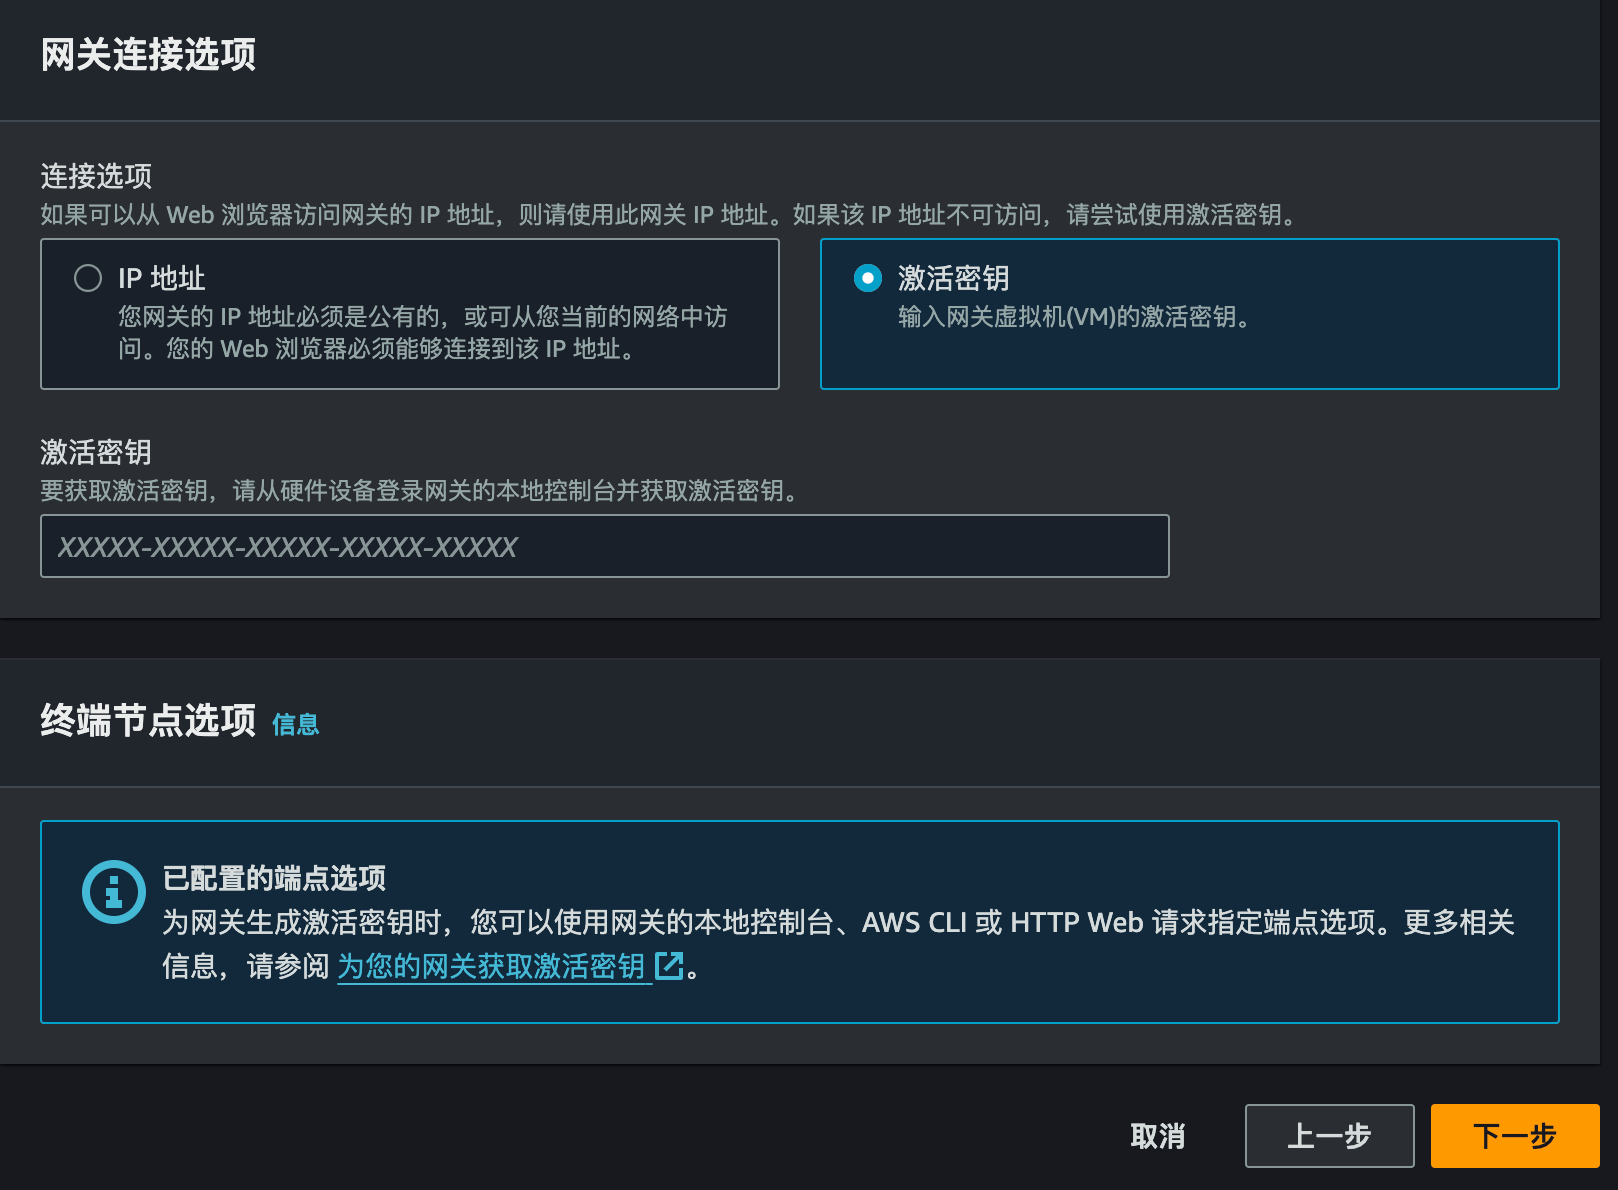 网关连接选项
连接选项
如果可以从 Web 浏览器访问网关的 IP 地址，则请使用此网关 IP 地址。如果该 IP 地址不可访问，请尝试使用激活密钥。
IP 地址
您网关的 IP 地址必须是公有的，或可从您当前的网络中访
问。您的 Web 浏览器必须能够连接到该 IP 地址。
激活密钥
输入网关虚拟机(VM)的激活密钥。
激活密钥
要获取激活密钥，请从硬件设备登录网关的本地控制台并获取激活密钥。
XXXXX-XXXXX-XXXXX-XXXXX-XXXXX
终端节点选项 信息
已配置的端点选项
为网关生成激活密钥时，您可以使用网关的本地控制台、AWS CLI 或 HTTP Web 请求指定端点选项。更多相关
信息，请参阅 为您的网关获取激活密钥 。
取消
上一步
下一步